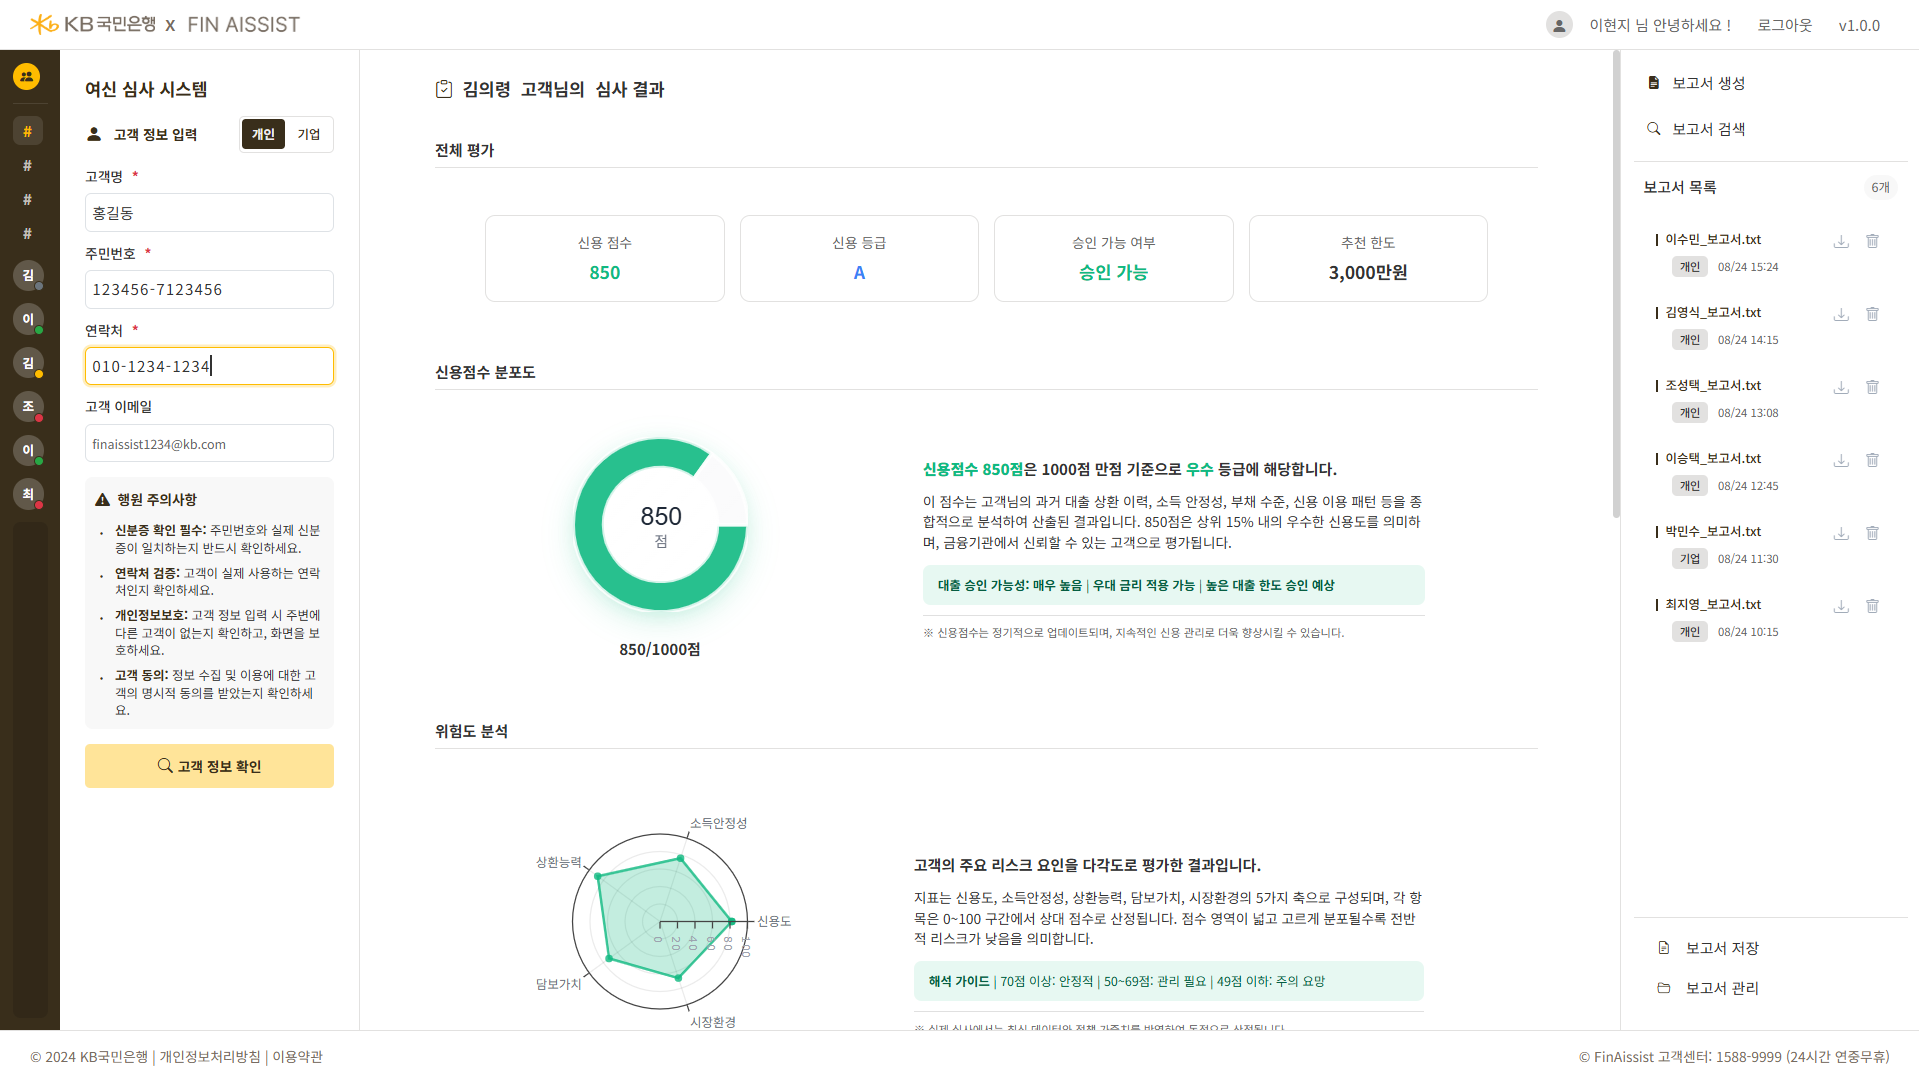 KB국민은행 x FIN AISSIST
이현지 님 안녕하세요 !
로그아웃
v1.0.0
#
#
#
#
김
이
김
조
이
최
여신 심사 시스템
고객 정보 입력
개인
기업
고객명 *
홍길동
주민번호 *
123456-7123456
연락처 *
010-1234-1234
고객 이메일
finaissist1234@kb.com
행원 주의사항
• 신분증 확인 필수: 주민번호와 실제 신분
증이 일치하는지 반드시 확인하세요.
• 연락처 검증: 고객이 실제 사용하는 연락
처인지 확인하세요.
• 개인정보보호: 고객 정보 입력 시 주변에
다른 고객이 없는지 확인하고, 화면을 보
호하세요.
• 고객 동의: 정보 수집 및 이용에 대한 고
객의 명시적 동의를 받았는지 확인하세
요.
고객 정보 확인
김의령 고객님의 심사 결과
전체 평가
신용 점수
850
신용 등급
A
승인 가능 여부
승인 가능
추천 한도
3,000만원
신용점수 분포도
850
점
850/1000점
신용점수 850점은 1000점 만점 기준으로 우수 등급에 해당합니다.
이 점수는 고객님의 과거 대출 상환 이력, 소득 안정성, 부채 수준, 신용 이용 패턴 등을 종
합적으로 분석하여 산출된 결과입니다. 850점은 상위 15% 내의 우수한 신용도를 의미하
며, 금융기관에서 신뢰할 수 있는 고객으로 평가됩니다.
대출 승인 가능성: 매우 높음 | 우대 금리 적용 가능 | 높은 대출 한도 승인 예상
※ 신용점수는 정기적으로 업데이트되며, 지속적인 신용 관리로 더욱 향상시킬 수 있습니다.
위험도 분석
소득안정성
상환능력
신용도
0
20
40
60
80
100
담보가치
시장환경
고객의 주요 리스크 요인을 다각도로 평가한 결과입니다.
지표는 신용도, 소득안정성, 상환능력, 담보가치, 시장환경의 5가지 축으로 구성되며, 각 항
목은 0~100 구간에서 상대 점수로 산정됩니다. 점수 영역이 넓고 고르게 분포될수록 전반
적 리스크가 낮음을 의미합니다.
해석 가이드 | 70점 이상: 안정적 | 50~69점: 관리 필요 | 49점 이하: 주의 요망
보고서 생성
보고서 검색
보고서 목록
6개
이수민_보고서.txt
개인 08/24 15:24
김영식_보고서.txt
개인 08/24 14:15
조성택_보고서.txt
개인 08/24 13:08
이승택_보고서.txt
개인 08/24 12:45
박민수_보고서.txt
기업 08/24 11:30
최지영_보고서.txt
개인 08/24 10:15
보고서 저장
보고서 관리
© 2024 KB국민은행 | 개인정보처리방침 | 이용약관
© FinAissist 고객센터: 1588-9999 (24시간 연중무휴)